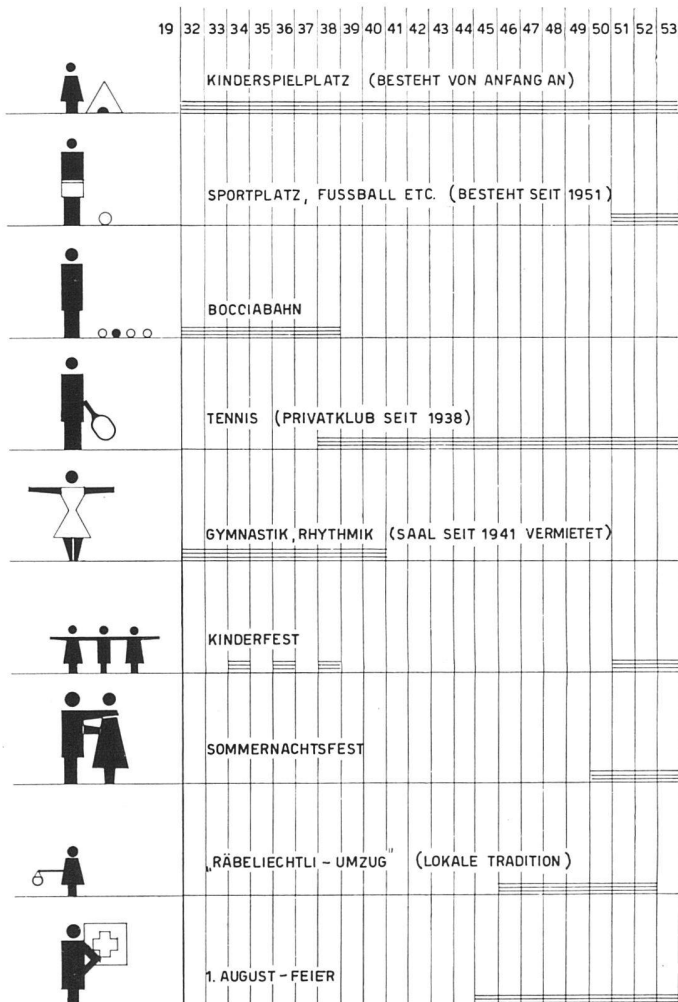 19 32 33 34 35 36 37 38 39 40 41 42 43 44 45 46 47 48 49 50 51 52 53
KINDERSPIELPLATZ (BESTEHT VON ANFANG AN)
SPORTPLATZ, FUSSBALL ETC. (BESTEHT SEIT 1951)
BOCCIABAHN
TENNIS (PRIVATKLUB SEIT 1938)
GYMNASTIK, RHYTHMIK (SAAL SEIT 1941 VERMIETET)
KINDERFEST
SOMMERNACHTSFEST
„RÄBELIECHTLI-UMZUG" (LOKALE TRADITION)
1. AUGUST-FEIER